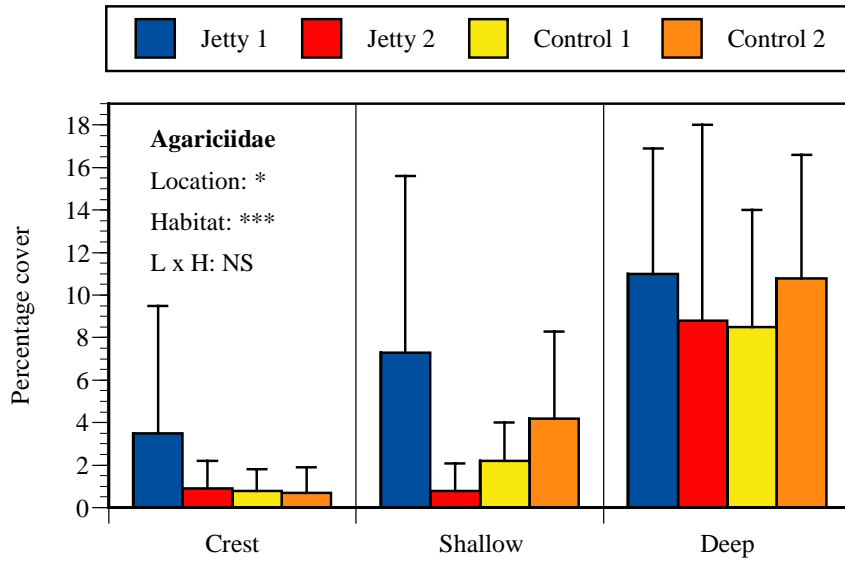 Jetty 1 Jetty 2 Control 1 Control 2
Percentage cover
18
16
14
12
10
8
6
4
2
0
Agariciidae
Location: *
Habitat: ***
L x H: NS
Crest Shallow Deep